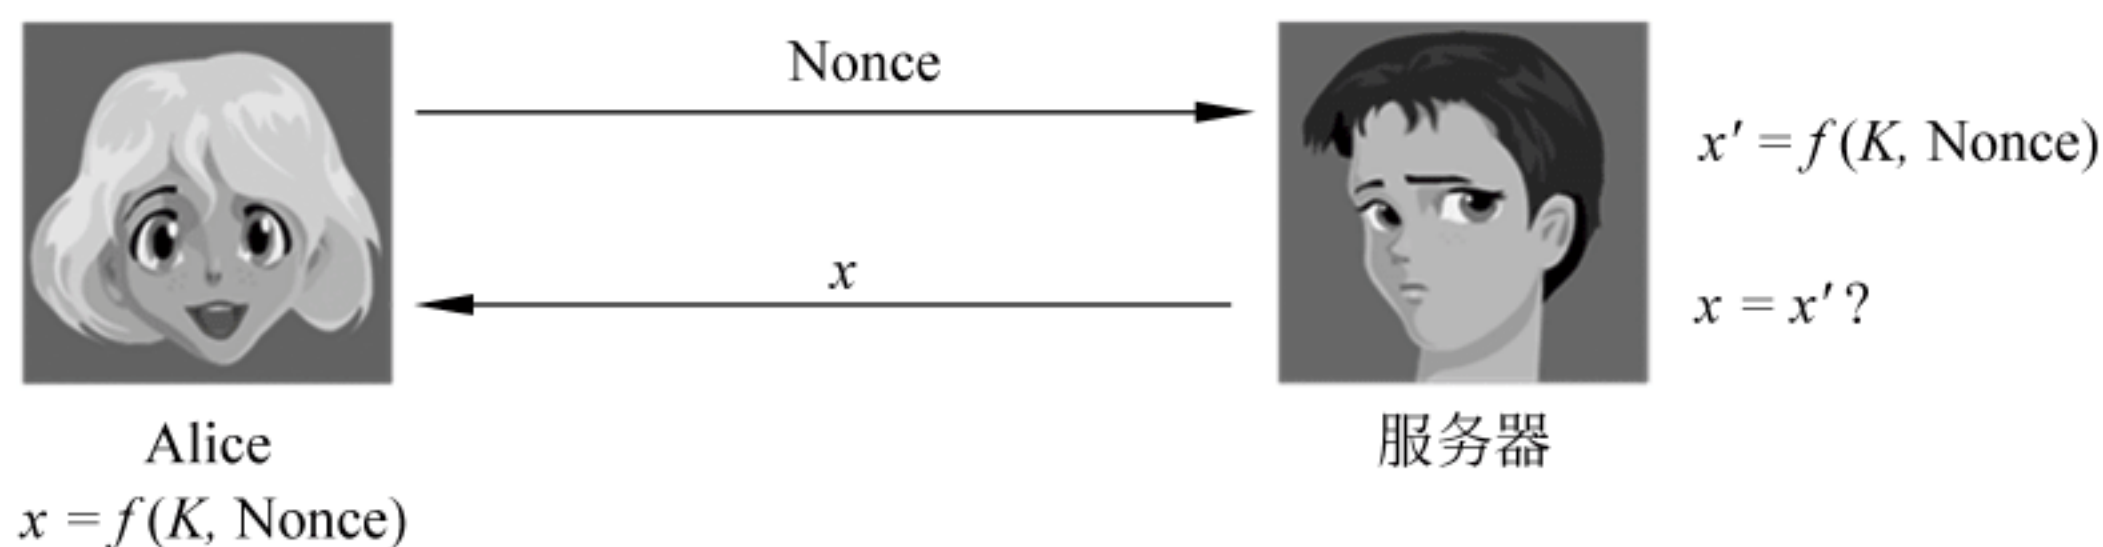 Nonce
x' = f (K, Nonce)
x
x = x' ?
Alice
服务器
x = f (K, Nonce)